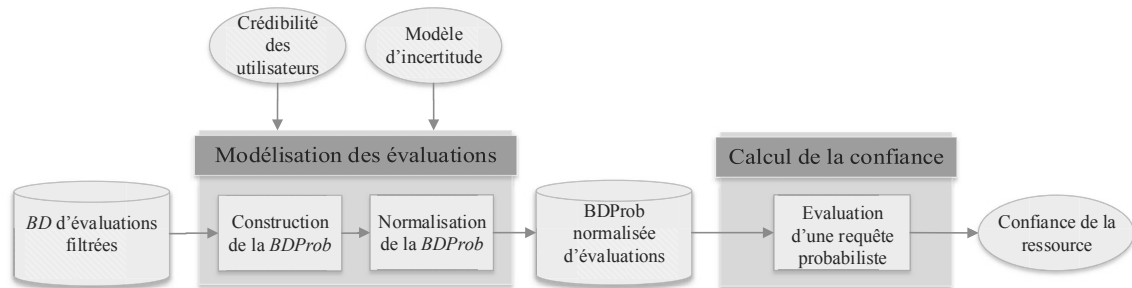 Crédibilité
des
utilisateurs
Modèle
d'incertitude
Modélisation des évaluations
Calcul de la confiance
BD d'évaluations
filtrées
Construction
de la BDProb
Normalisation
de la BDProb
BDProb
normalisée
d'évaluations
Evaluation
d'une requête
probabiliste
Confiance de la
ressource